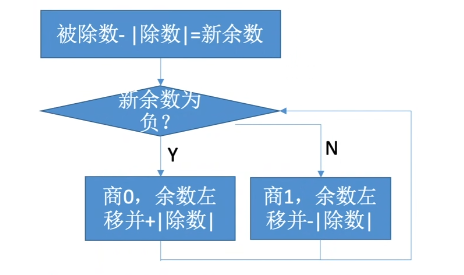 被除数- |除数|=新余数
新余数为
负？
Y
N
商0，余数左
移并+|除数|
商1，余数左
移并-|除数|